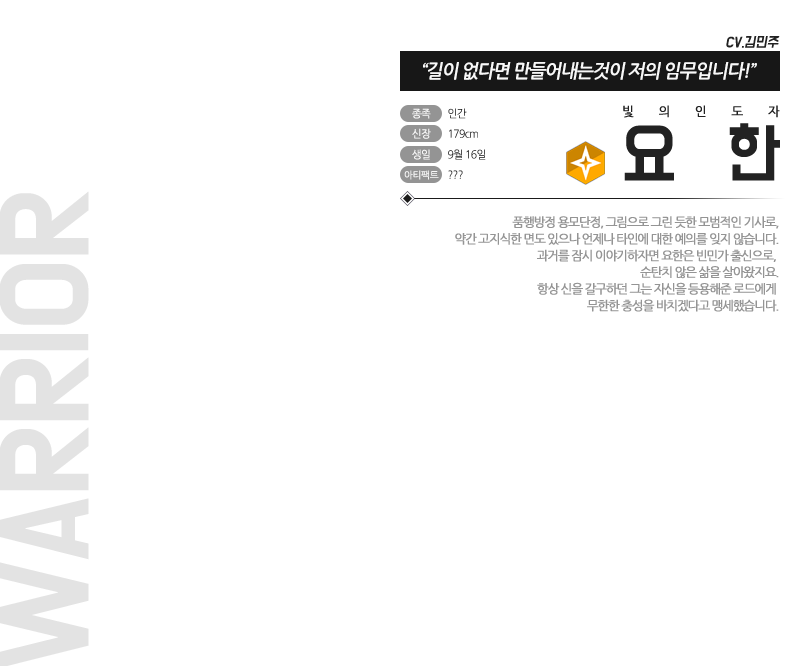 CV.김민주
“길이 없다면 만들어내는것이 저의 임무입니다!”
종족 인간
신장 179cm
생일 9월 16일
아티팩트 ???
빛의인도자
요한
품행방정 용모단정, 그림으로 그린 듯한 모범적인 기사로,
약간 고지식한 면도 있으나 언제나 타인에 대한 예의를 잊지 않습니다.
과거를 잠시 이야기하자면 요한은 빈민가 출신으로,
순탄치 않은 삶을 살아왔지요.
항상 신을 갈구하던 그는 자신을 등용해준 로드에게
무한한 충성을 바치겠다고 맹세했습니다.
WARRIOR